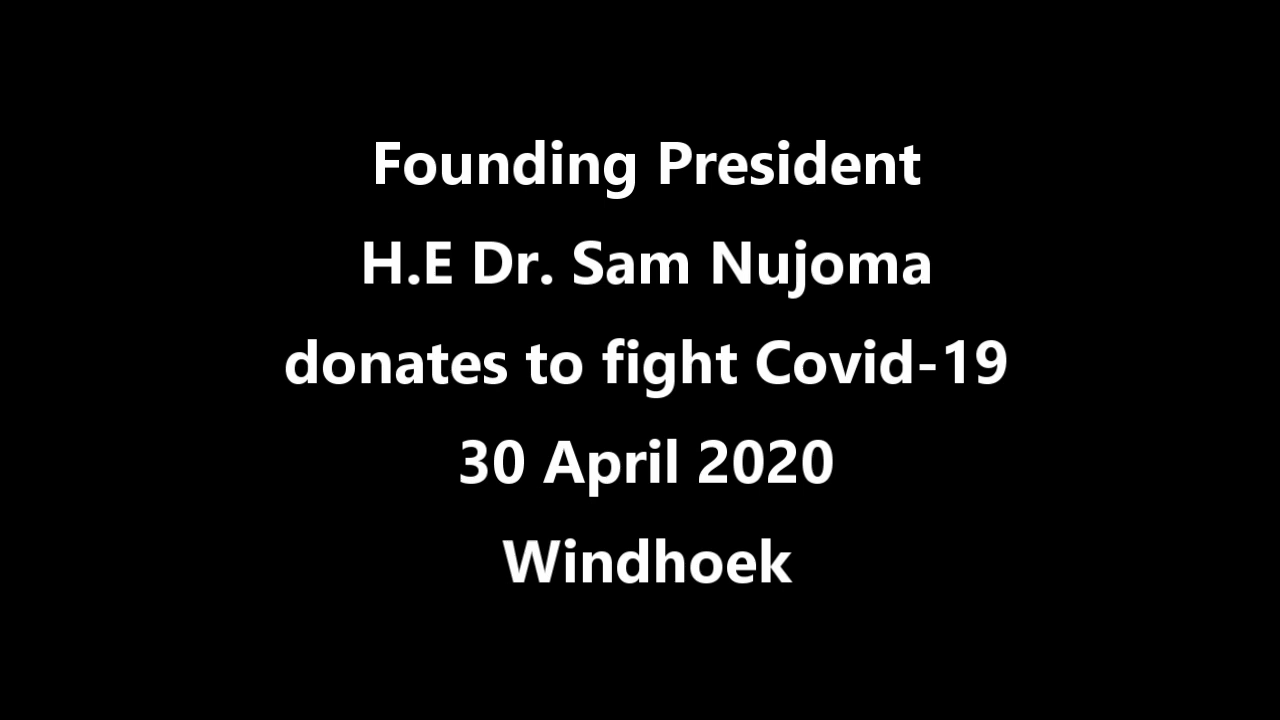 Founding President
H.E Dr. Sam Nujoma
donates to fight Covid-19
30 April 2020
Windhoek